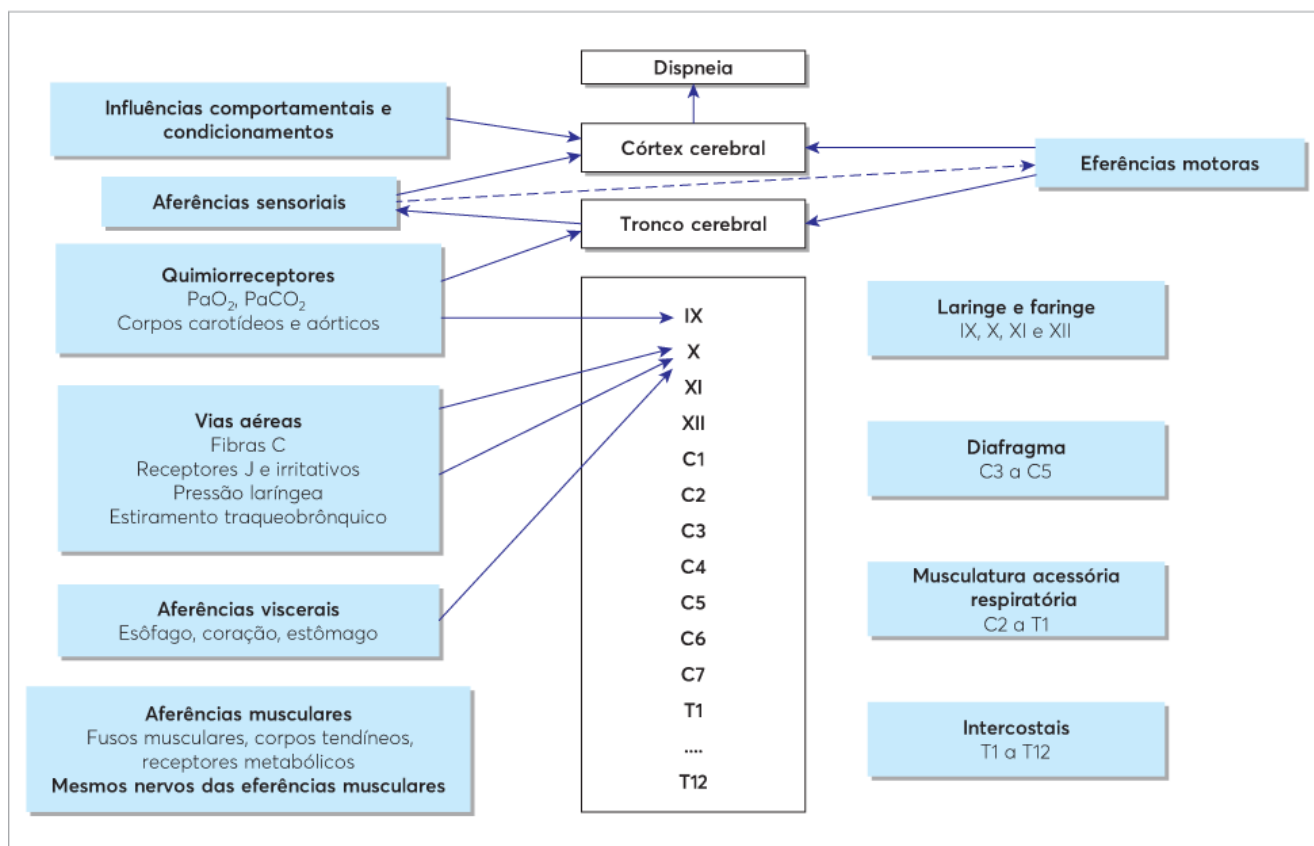 Dispneia
Influências comportamentais e
condicionamentos
Córtex cerebral
Eferências motoras
Aferências sensoriais
Tronco cerebral
Quimiorreceptores
PaO₂, PaCO₂
Corpos carotídeos e aórticos
Vias aéreas
Fibras C
Receptores J e irritativos
Pressão laríngea
Estiramento traqueobrônquico
Aferências viscerais
Esôfago, coração, estômago
Aferências musculares
Fusos musculares, corpos tendíneos,
receptores metabólicos
Mesmos nervos das eferências musculares
IX
X
XI
XII
C1
C2
C3
C4
C5
C6
C7
T1
....
T12
Laringe e faringe
IX, X, XI e XII
Diafragma
C3 a C5
Musculatura acessória
respiratória
C2 a T1
Intercostais
T1 a T12